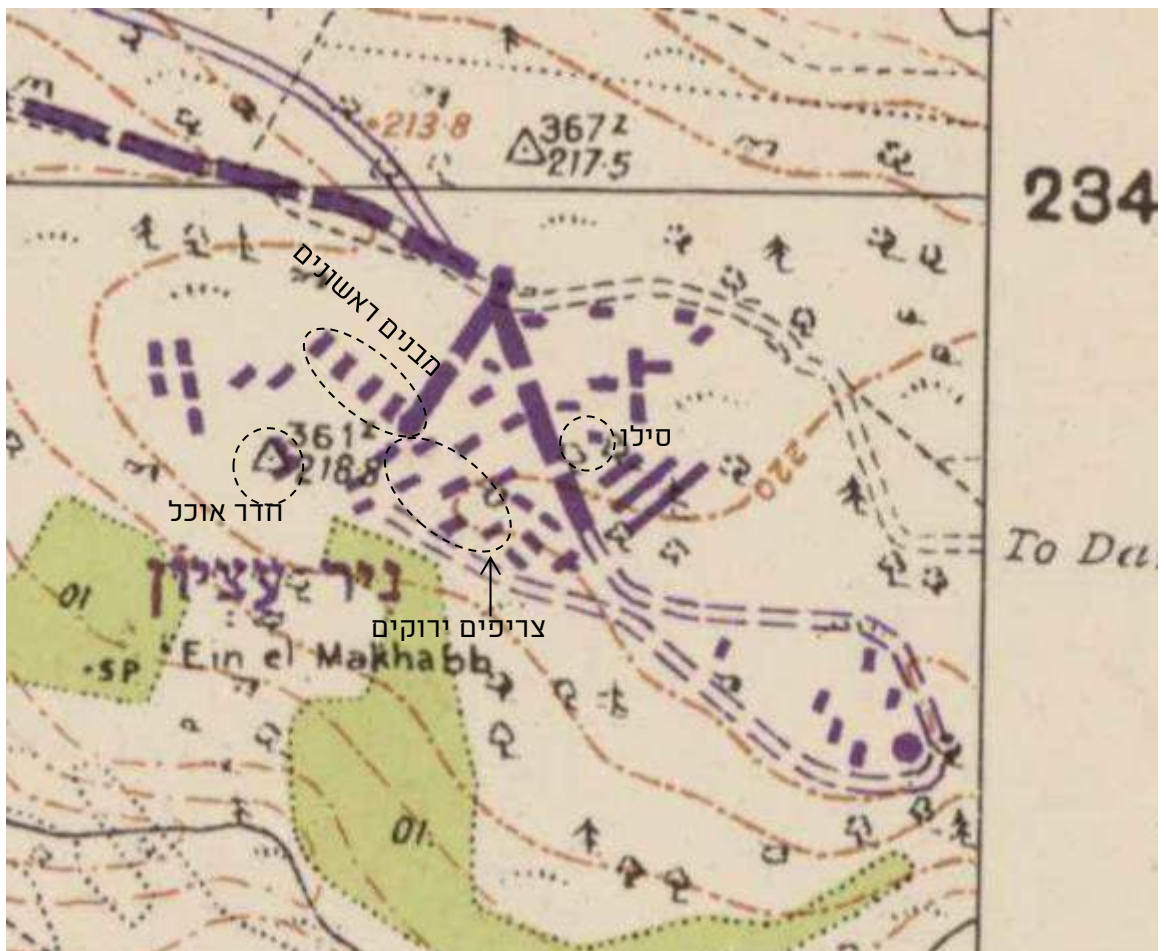 213.8
367 z
217.5
234
מבנים ראשונים
סילו
361 z
218.8
חדר אוכל
220
To Da
ניר-עציון
01
צריפים ירוקים
SP
Ein el Makhabb
01